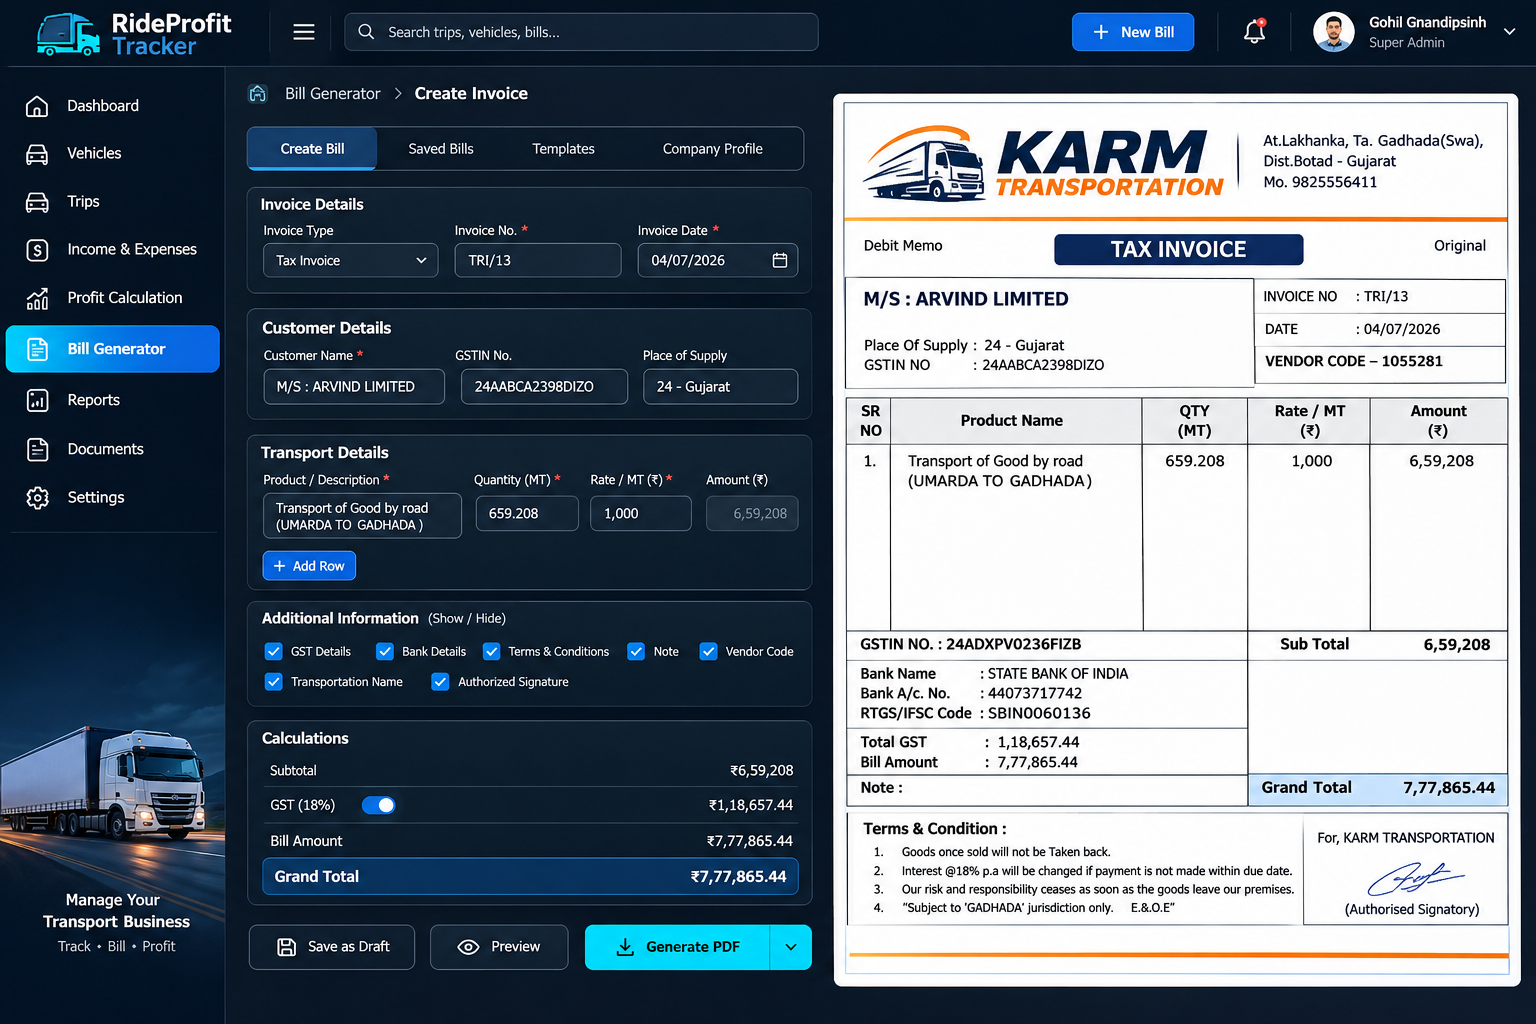 RideProfit
Tracker
Search trips, vehicles, bills...
+ New Bill
Gohil Gnandipsinh
Super Admin
Dashboard
Vehicles
Trips
Income & Expenses
Profit Calculation
Bill Generator
Reports
Documents
Settings
Manage Your
Transport Business
Track • Bill • Profit
Bill Generator > Create Invoice
Create Bill Saved Bills Templates Company Profile
Invoice Details
Invoice Type Invoice No. * Invoice Date *
Tax Invoice TRI/13 04/07/2026
Customer Details
Customer Name * GSTIN No. Place of Supply
M/S : ARVIND LIMITED 24AABCA2398DIZO 24 - Gujarat
Transport Details
Product / Description * Quantity (MT) * Rate / MT (₹) * Amount (₹)
Transport of Good by road
(UMARDA TO GADHADA ) 659.208 1,000 6,59,208
+ Add Row
Additional Information (Show / Hide)
GST Details Bank Details Terms & Conditions Note Vendor Code
Transportation Name Authorized Signature
Calculations
Subtotal ₹6,59,208
GST (18%) ₹1,18,657.44
Bill Amount ₹7,77,865.44
Grand Total ₹7,77,865.44
Save as Draft Preview Generate PDF
KARM
TRANSPORTATION
At.Lakhanka, Ta. Gadhada(Swa),
Dist.Botad - Gujarat
Mo. 9825556411
Debit Memo TAX INVOICE Original
M/S : ARVIND LIMITED
Place Of Supply : 24 - Gujarat
GSTIN NO : 24AABCA2398DIZO
INVOICE NO : TRI/13
DATE : 04/07/2026
VENDOR CODE – 1055281
SR NO Product Name QTY (MT) Rate / MT (₹) Amount (₹)
1. Transport of Good by road 659.208 1,000 6,59,208
(UMARDA TO GADHADA)
GSTIN NO. : 24ADXPV0236FIZB Sub Total 6,59,208
Bank Name : STATE BANK OF INDIA
Bank A/c. No. : 44073717742
RTGS/IFSC Code : SBIN0060136
Total GST : 1,18,657.44
Bill Amount : 7,77,865.44
Note : Grand Total 7,77,865.44
Terms & Condition :
1. Goods once sold will not be Taken back.
2. Interest @18% p.a will be changed if payment is not made within due date.
3. Our risk and responsibility ceases as soon as the goods leave our premises.
4. “Subject to 'GADHADA' jurisdiction only. E.&.O.E”
For, KARM TRANSPORTATION
(Authorised Signatory)